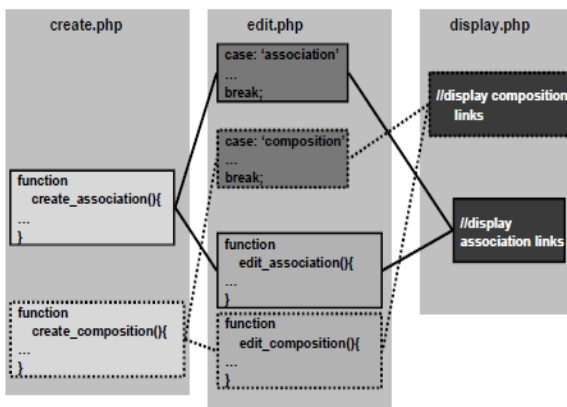 create.php
function
create_association(){
...
}
function
create_composition(){
...
}
edit.php
case: ‘association’
...
break;
case: ‘composition’
...
break;
function
edit_association(){
...
}
function
edit_composition(){
...
}
display.php
//display composition
links
//display
association links